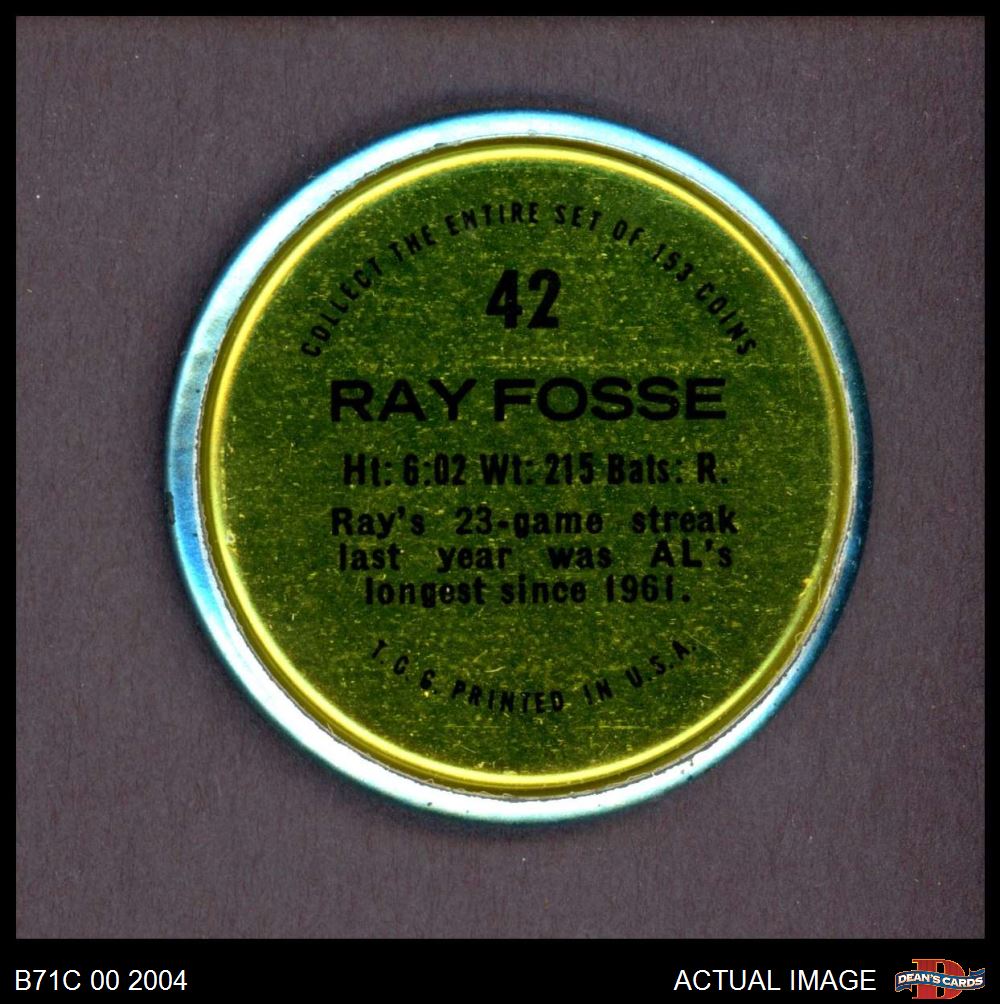 COLLECT THE ENTIRE SET OF 153 COINS
42
RAY FOSSE
Ht: 6:02 Wt: 215 Bats: R.
Ray's 23-game streak
last year was AL's
longest since 1961.
T.C.G. PRINTED IN U.S.A.
B71C 00 2004
ACTUAL IMAGE
DEAN'S CARDS